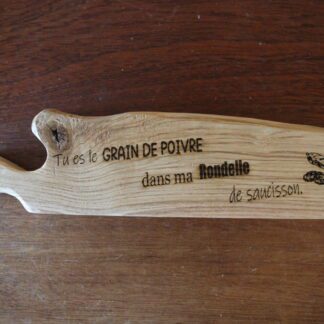 Tu es le GRAIN DE POIVRE
dans ma Rondelle
de saucisson.